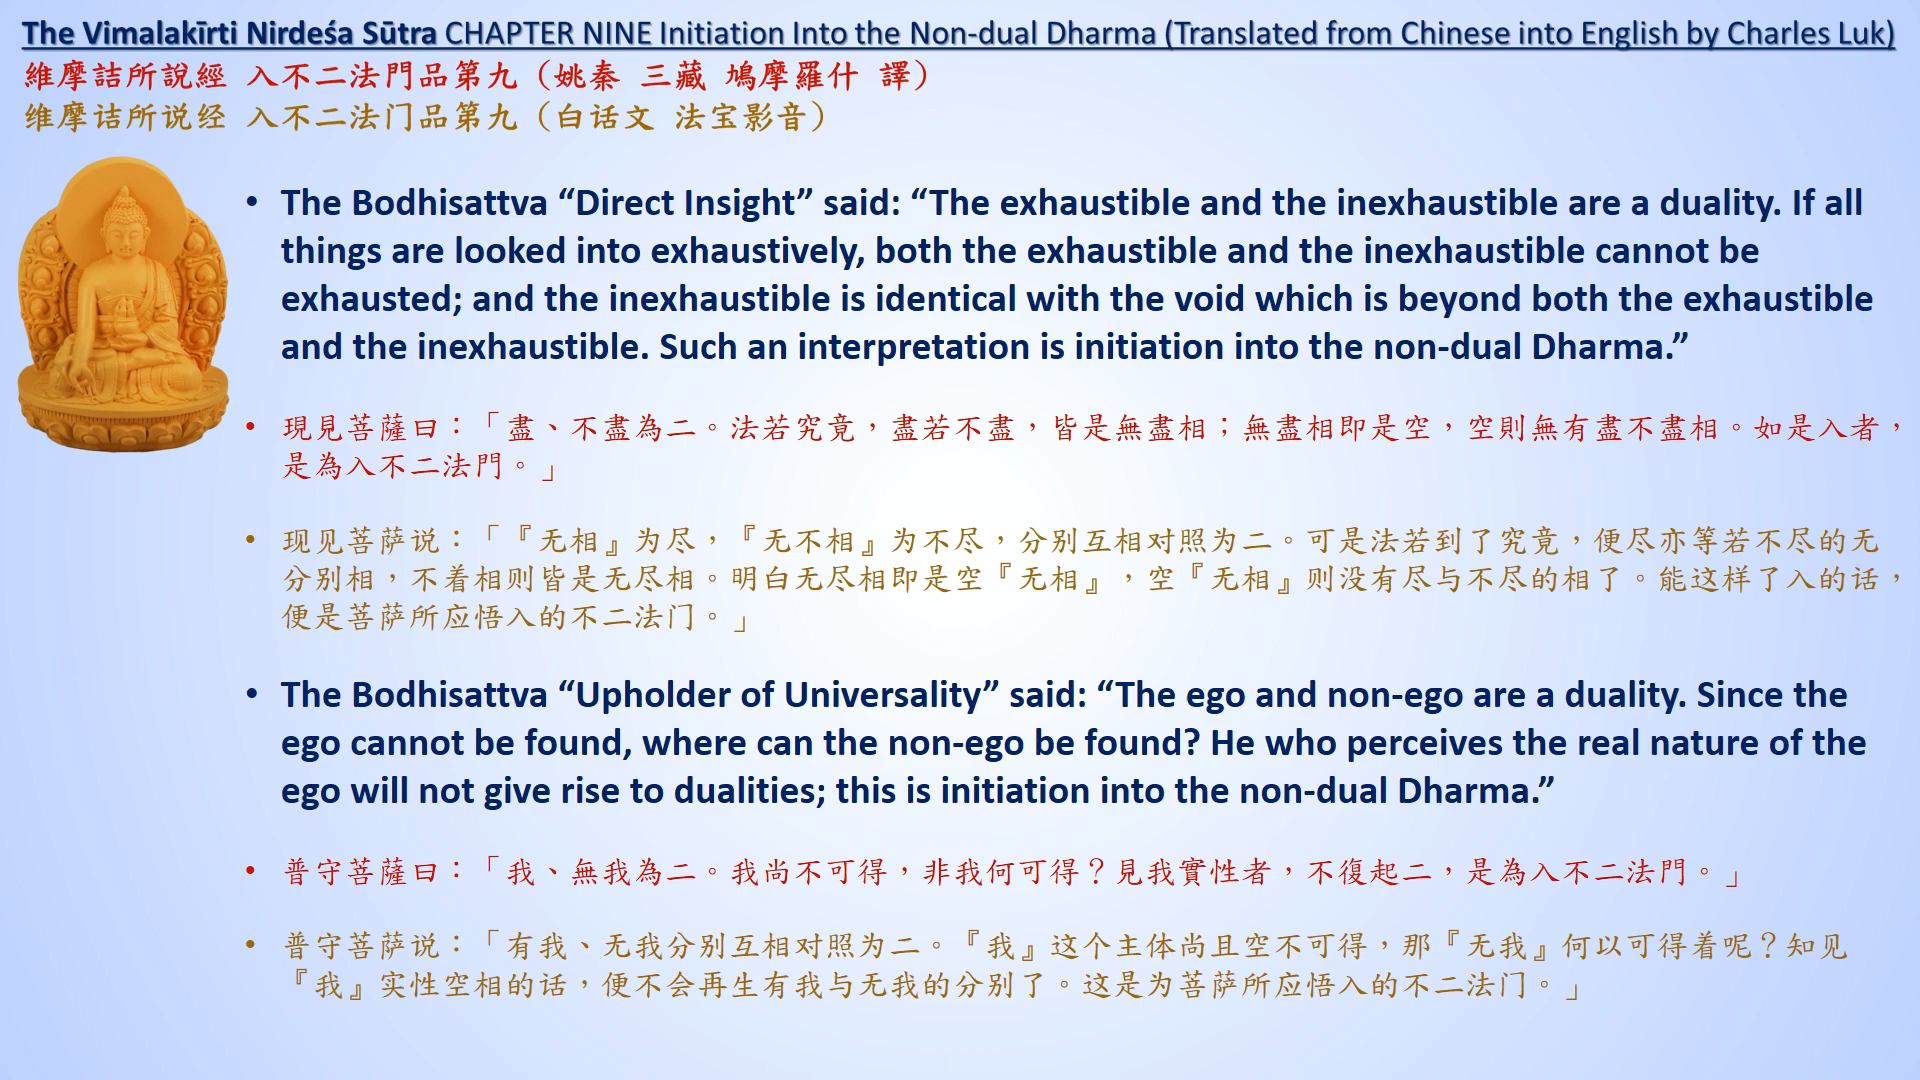 The Vimalakīrti Nirdeśa Sūtra CHAPTER NINE Initiation Into the Non-dual Dharma (Translated from Chinese into English by Charles Luk)
維摩詰所說經 入不二法門品第九（姚秦 三藏 鳩摩羅什 譯）
维摩诘所说经 入不二法门品第九（白话文 法宝影音）
• The Bodhisattva “Direct Insight” said: “The exhaustible and the inexhaustible are a duality. If all
things are looked into exhaustively, both the exhaustible and the inexhaustible cannot be
exhausted; and the inexhaustible is identical with the void which is beyond both the exhaustible
and the inexhaustible. Such an interpretation is initiation into the non-dual Dharma.”
• 現見菩薩曰：「盡、不盡為二。法若究竟，盡若不盡，皆是無盡相；無盡相即是空，空則無有盡不盡相。如是入者，
是為入不二法門。」
• 现见菩萨说：「『无相』为尽，『无不相』为不尽，分别互相对照为二。可是法若到了究竟，便尽亦等若不尽的无
分别相，不着相则皆是无尽相。明白无尽相即是空『无相』，空『无相』则没有尽与不尽的相了。能这样了入的话，
便是菩萨所应悟入的不二法门。」
• The Bodhisattva “Upholder of Universality” said: “The ego and non-ego are a duality. Since the
ego cannot be found, where can the non-ego be found? He who perceives the real nature of the
ego will not give rise to dualities; this is initiation into the non-dual Dharma.”
• 普守菩薩曰：「我、無我為二。我尚不可得，非我何可得？見我實性者，不復起二，是為入不二法門。」
• 普守菩萨说：「有我、无我分别互相对照为二。『我』这个主体尚且空不可得，那『无我』何以可得着呢？知见
『我』实性空相的话，便不会再生有我与无我的分别了。这是为菩萨所应悟入的不二法门。」